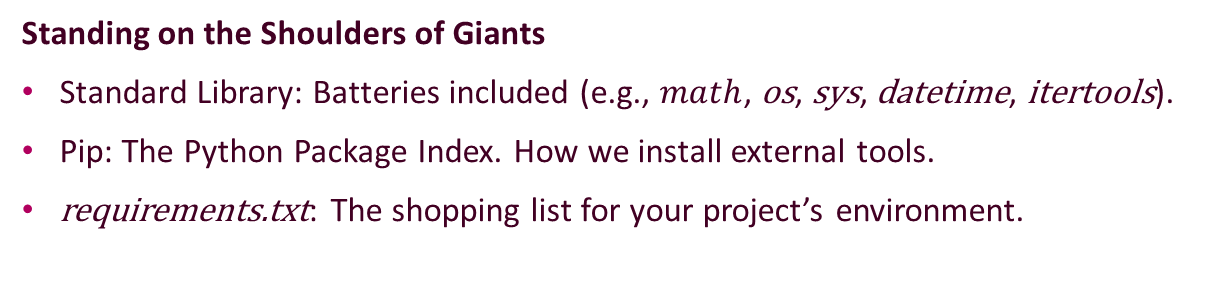 Standing on the Shoulders of Giants
• Standard Library: Batteries included (e.g., math, os, sys, datetime, itertools).
• Pip: The Python Package Index. How we install external tools.
• requirements.txt: The shopping list for your project’s environment.